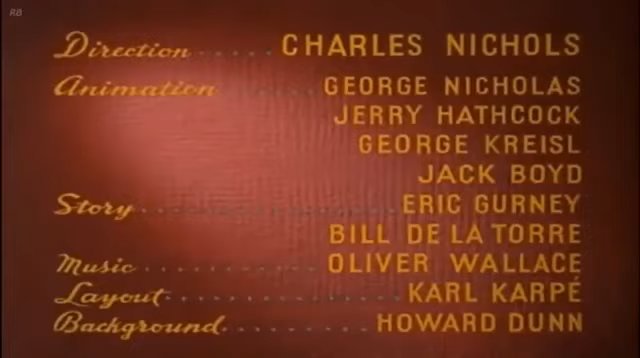 RØ
Direction..... CHARLES NICHOLS
Animation..... GEORGE NICHOLAS
JERRY HATHCOCK
GEORGE KREISL
JACK BOYD
Story..... ERIC GURNEY
BILL DE LA TORRE
Music..... OLIVER WALLACE
Layout..... KARL KARPÉ
Background..... HOWARD DUNN